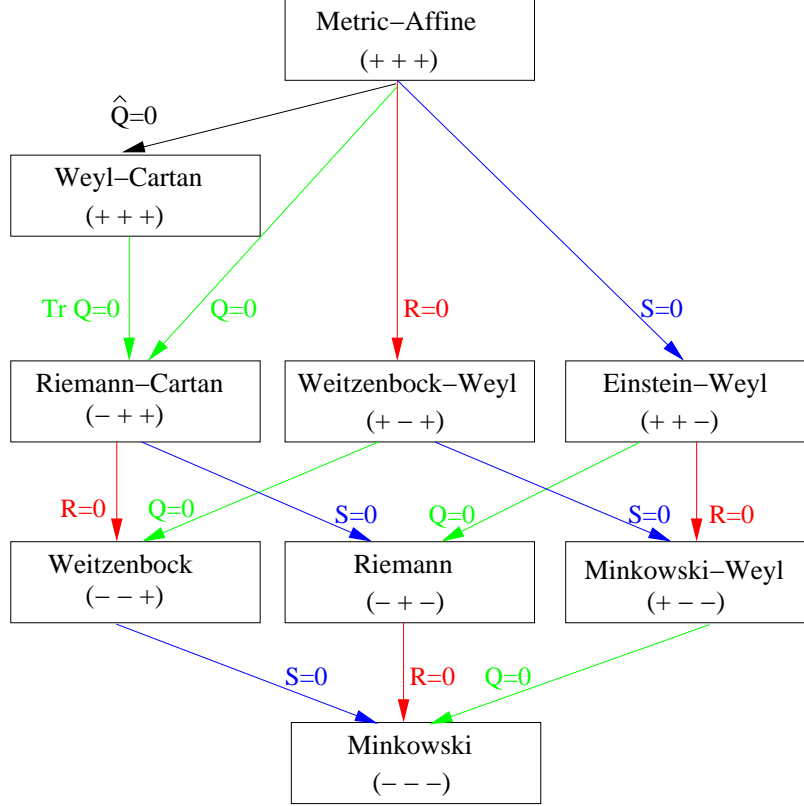 Metric−Affine
(+ + +)
Q̂=0
Weyl−Cartan
(+ + +)
Tr Q=0
Q=0
R=0
S=0
Riemann−Cartan
(− + +)
Weitzenbock−Weyl
(+ − +)
Einstein−Weyl
(+ + −)
R=0
Q=0
S=0
Q=0
S=0
R=0
Weitzenbock
(− − +)
Riemann
(− + −)
Minkowski−Weyl
(+ − −)
S=0
R=0
Q=0
Minkowski
(− − −)